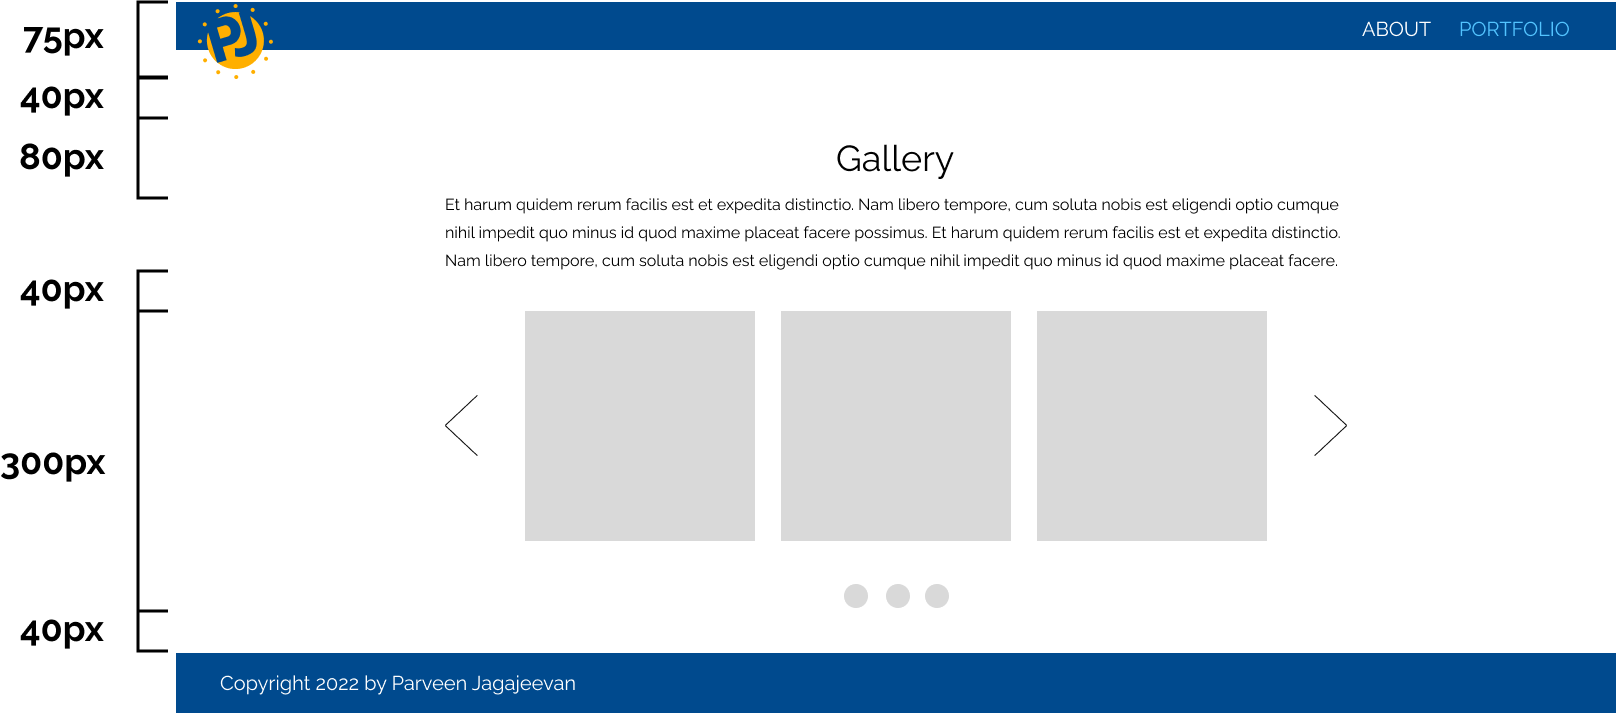 75px
40px
80px
40px
300px
40px
PJ
ABOUT PORTFOLIO
Gallery
Et harum quidem rerum facilis est et expedita distinctio. Nam libero tempore, cum soluta nobis est eligendi optio cumque
nihil impedit quo minus id quod maxime placeat facere possimus. Et harum quidem rerum facilis est et expedita distinctio.
Nam libero tempore, cum soluta nobis est eligendi optio cumque nihil impedit quo minus id quod maxime placeat facere.
Copyright 2022 by Parveen Jagajeevan